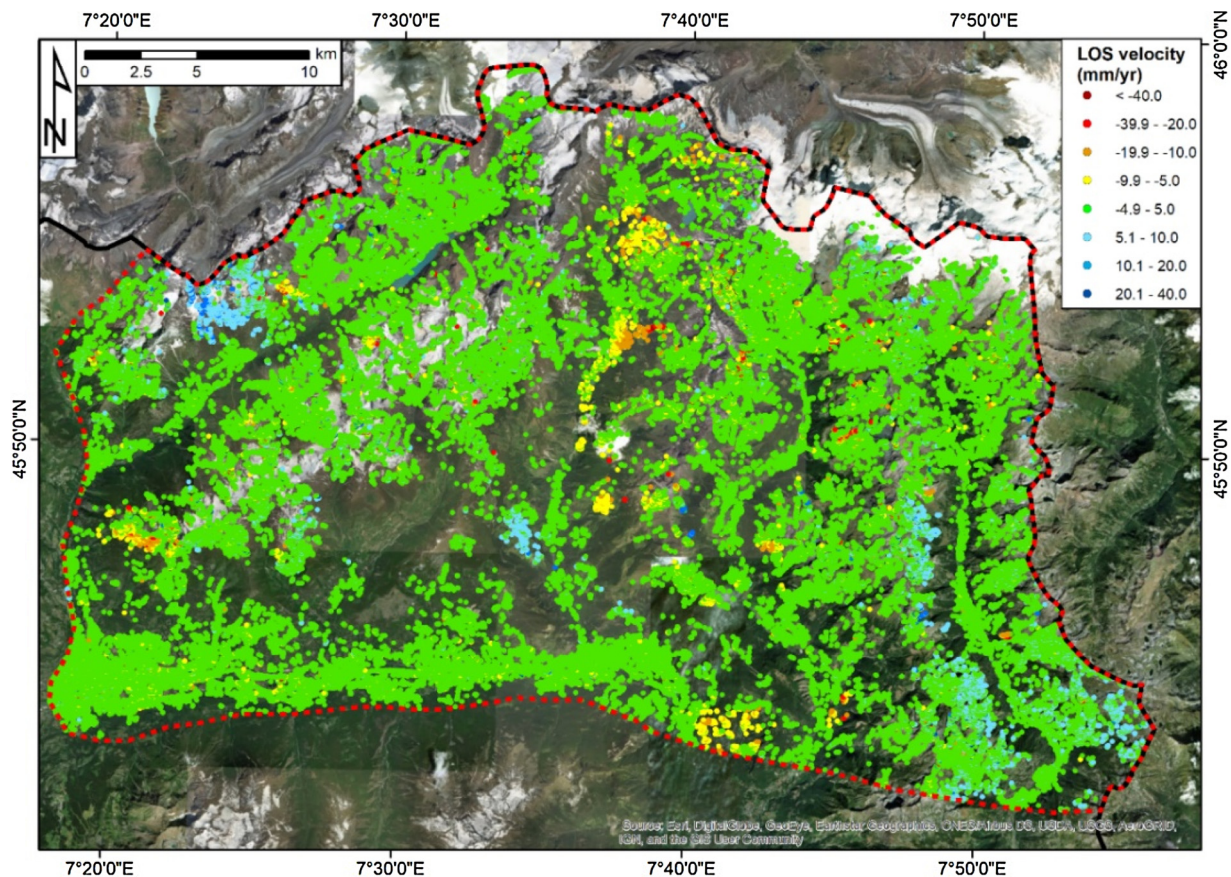 7°20'0"E 7°30'0"E 7°40'0"E 7°50'0"E
km
0 2.5 5 10
N
46°0'0"N
LOS velocity
(mm/yr)
< -40.0
-39.9 - -20.0
-19.9 - -10.0
-9.9 - -5.0
-4.9 - 5.0
5.1 - 10.0
10.1 - 20.0
20.1 - 40.0
45°50'0"N
45°50'0"N
Source: Esri, DigitalGlobe, GeoEye, Earthstar Geographics, CNES/Airbus DS, USDA, USGS, AeroGRID,
IGN, and the GIS User Community
7°20'0"E 7°30'0"E 7°40'0"E 7°50'0"E